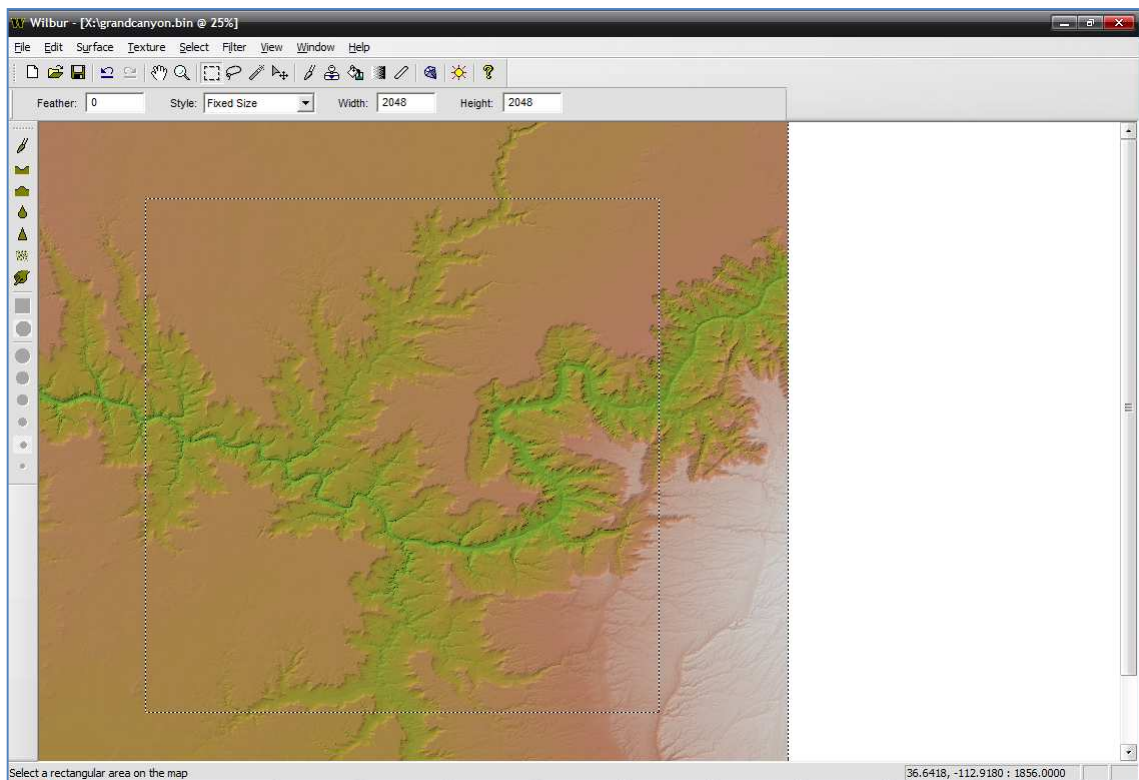 Wilbur - [X:\grandcanyon.bin @ 25%]
File Edit Surface Texture Select Filter View Window Help
Feather: 0 Style: Fixed Size Width: 2048 Height: 2048
Select a rectangular area on the map 36.6418, -112.9180 : 1856.0000